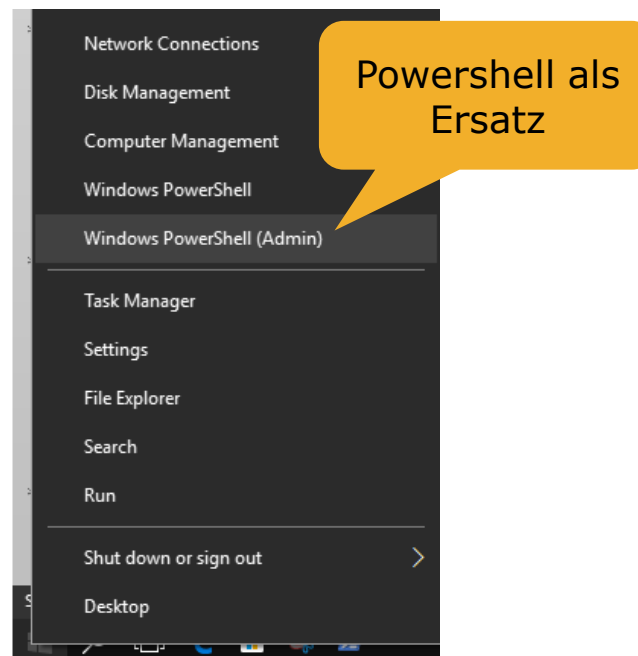 Network Connections
Disk Management
Computer Management
Windows PowerShell
Windows PowerShell (Admin)
Task Manager
Settings
File Explorer
Search
Run
Shut down or sign out
Desktop
Powershell als
Ersatz